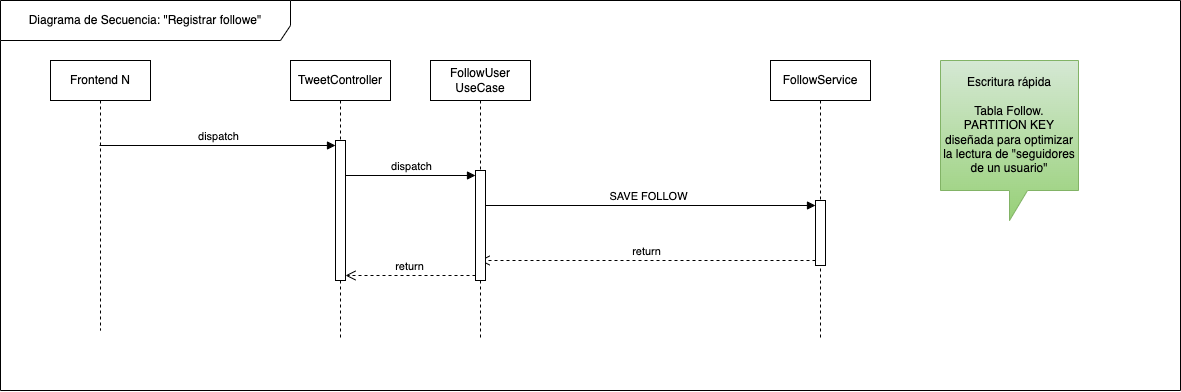 Diagrama de Secuencia: "Registrar followe"
Frontend N
TweetController
FollowUser
UseCase
FollowService
Escritura rápida
Tabla Follow.
PARTITION KEY
diseñada para optimizar
la lectura de "seguidores
de un usuario"
dispatch
dispatch
SAVE FOLLOW
return
return